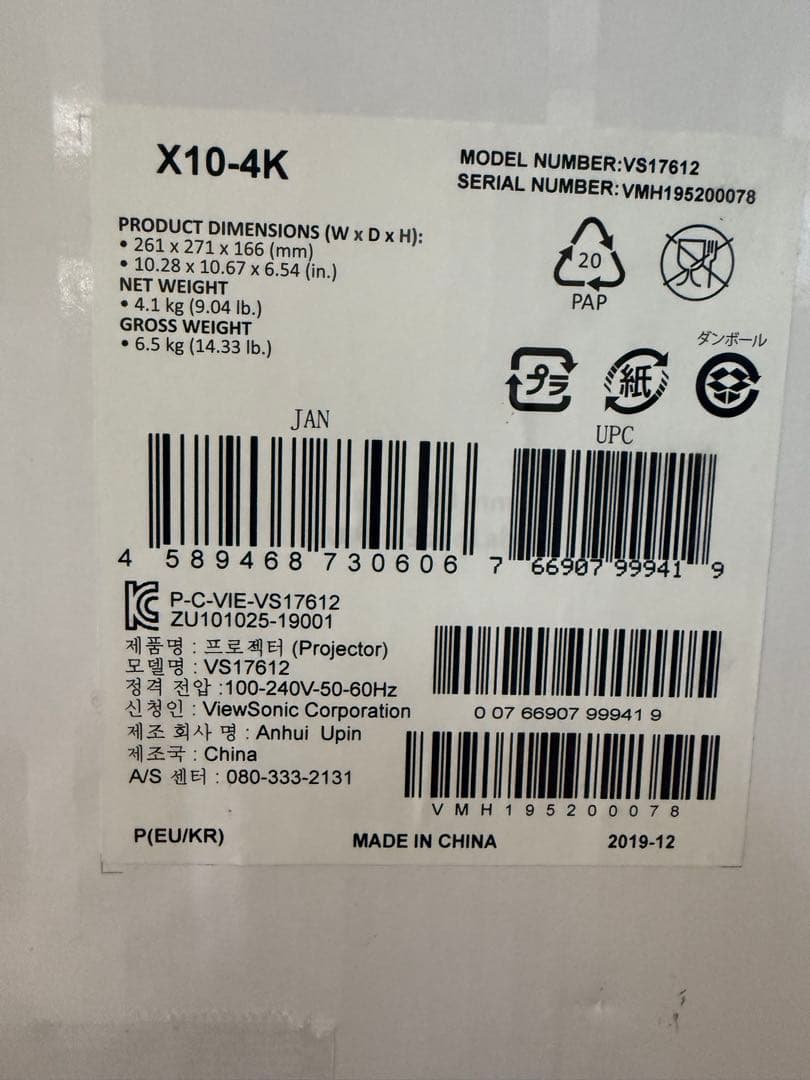 X10-4K
MODEL NUMBER:VS17612
SERIAL NUMBER:VMH195200078
PRODUCT DIMENSIONS (W x D x H):
• 261 x 271 x 166 (mm)
• 10.28 x 10.67 x 6.54 (in.)
NET WEIGHT
• 4.1 kg (9.04 lb.)
GROSS WEIGHT
• 6.5 kg (14.33 lb.)
20
PAP
ダンボール
プラ
紙
JAN
4 589468 730606
UPC
7 66907 99941 9
P-C-VIE-VS17612
ZU101025-19001
제품명 : 프로젝터 (Projector)
모델명 : VS17612
정격 전압 :100-240V-50-60Hz
신청인 : ViewSonic Corporation
제조 회사 명 : Anhui Upin
제조국 : China
A/S 센터 : 080-333-2131
0 07 66907 99941 9
VMH195200078
P(EU/KR)
MADE IN CHINA
2019-12